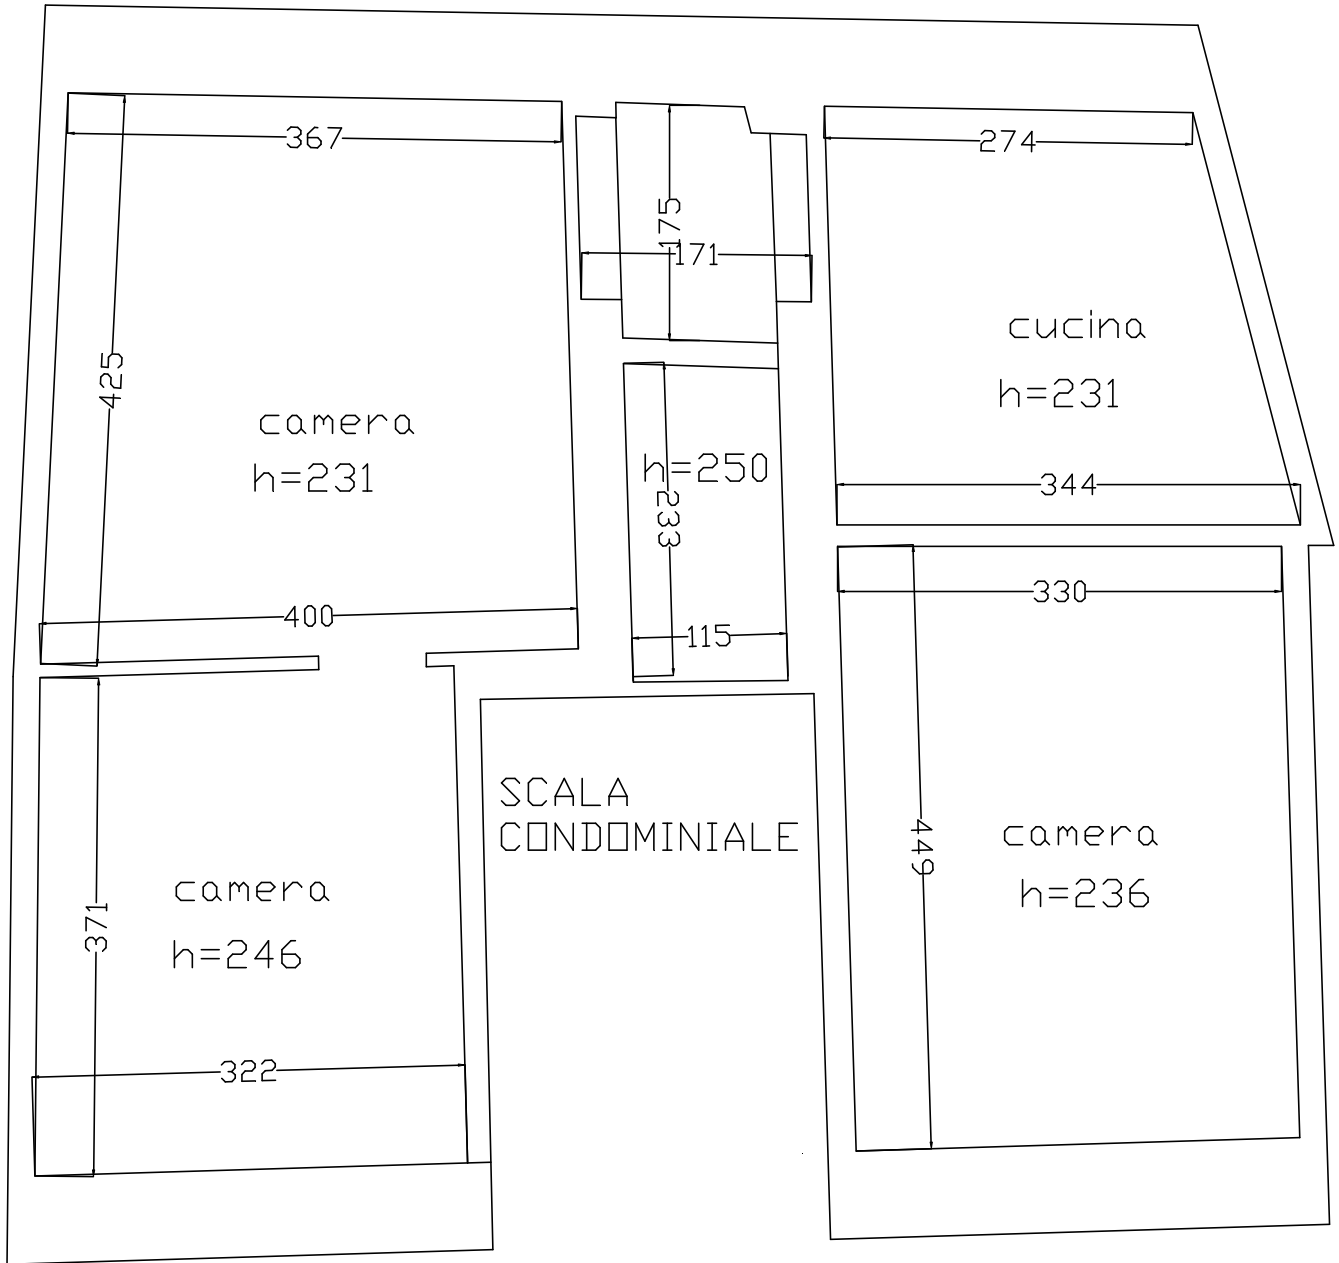 367
175
171
274
425
cucina
h=231
camera
h=231
h=250
233
344
330
400
115
SCALA
CONDOMINIALE
449
camera
h=236
camera
h=246
371
322